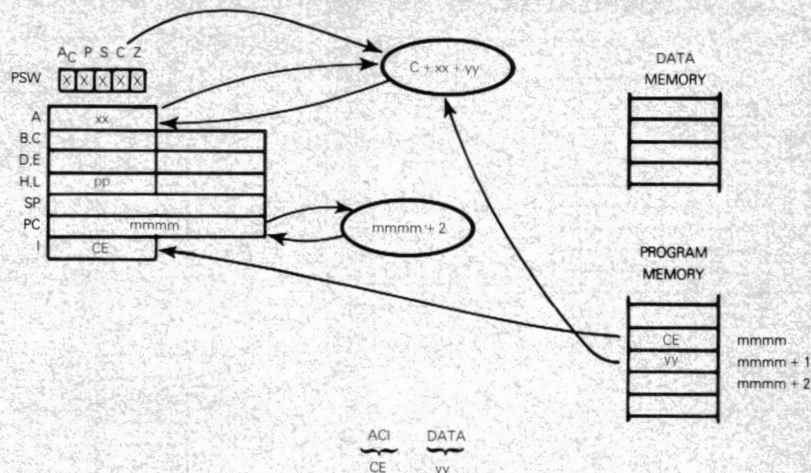 A_C P S C Z
PSW X X X X X
C + xx + yy
DATA
MEMORY
A xx
B,C
D,E
H,L pp
SP
PC mmmm
I CE
mmmm + 2
PROGRAM
MEMORY
CE mmmm
yy mmmm + 1
mmmm + 2
ACI DATA
CE yy